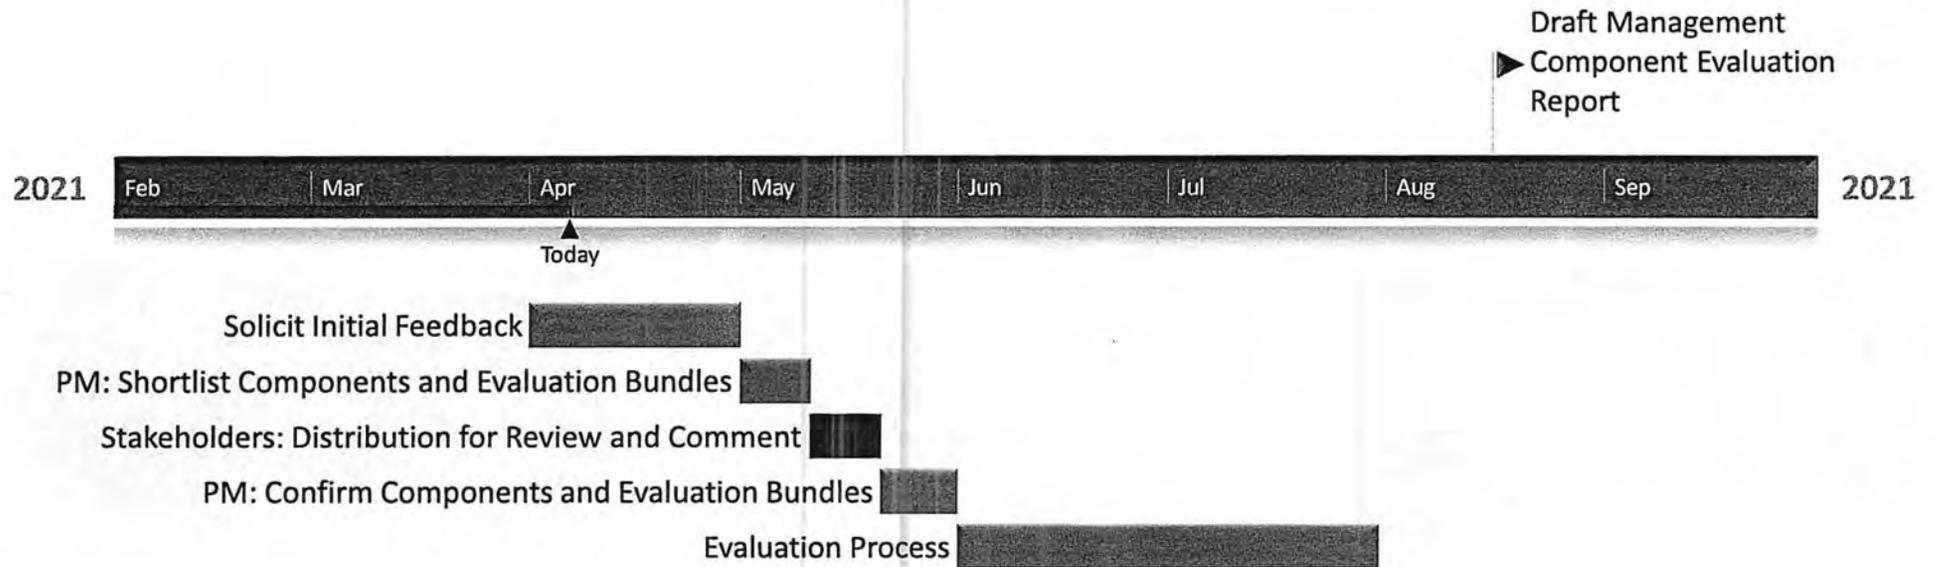 Draft Management
Component Evaluation
Report
2021 Feb Mar Apr May Jun Jul Aug Sep 2021
Today
Solicit Initial Feedback
PM: Shortlist Components and Evaluation Bundles
Stakeholders: Distribution for Review and Comment
PM: Confirm Components and Evaluation Bundles
Evaluation Process